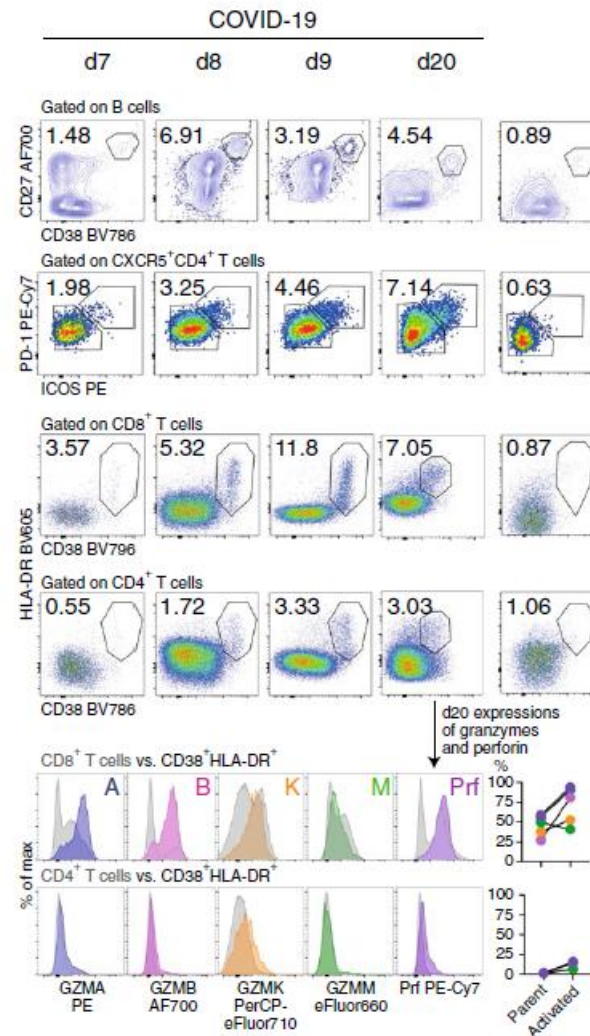 COVID-19
d7 d8 d9 d20
Gated on B cells
CD27 AF700
1.48 6.91 3.19 4.54 0.89
CD38 BV786
Gated on CXCR5+CD4+ T cells
PD-1 PE-Cy7
1.98 3.25 4.46 7.14 0.63
ICOS PE
Gated on CD8+ T cells
HLA-DR BV605
3.57 5.32 11.8 7.05 0.87
CD38 BV796
Gated on CD4+ T cells
0.55 1.72 3.33 3.03 1.06
CD38 BV786
d20 expressions
of granzymes
and perforin
CD8+ T cells vs. CD38+HLA-DR+
A B K M Prf
%
100
75
50
25
0
% of max
CD4+ T cells vs. CD38+HLA-DR+
100
75
50
25
0
GZMA
PE
GZMB
AF700
GZMK
PerCP-
eFluor710
GZMM
eFluor660
Prf PE-Cy7
Parent
Activated